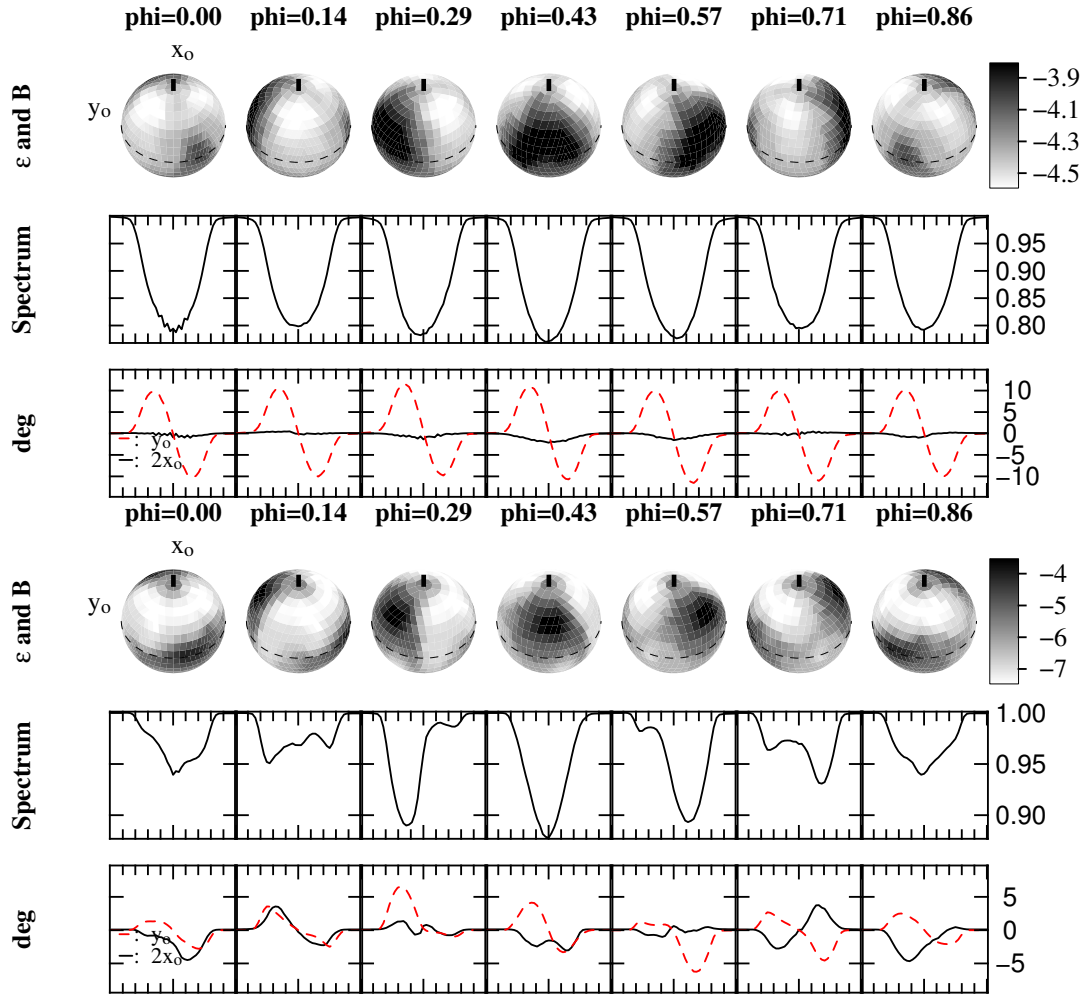 phi=0.00 phi=0.14 phi=0.29 phi=0.43 phi=0.57 phi=0.71 phi=0.86
xo
yo
ε and B
−3.9
−4.1
−4.3
−4.5
Spectrum
0.95
0.90
0.85
0.80
deg
10
5
0
−5
−10
–: yo
–: 2xo
phi=0.00 phi=0.14 phi=0.29 phi=0.43 phi=0.57 phi=0.71 phi=0.86
xo
yo
ε and B
−4
−5
−6
−7
Spectrum
1.00
0.95
0.90
deg
5
0
−5
–: yo
–: 2xo